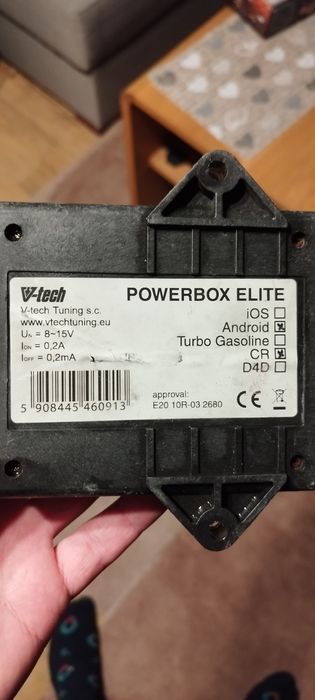 V-tech
POWERBOX ELITE
V-tech Tuning s.c.
www.vtechtuning.eu
UIN = 8~15V
ION = 0,2A
IOFF = 0,2mA
iOS
Android
Turbo Gasoline
CR
D4D
5 908445 460913
approval:
E20 10R-03 2680
CE